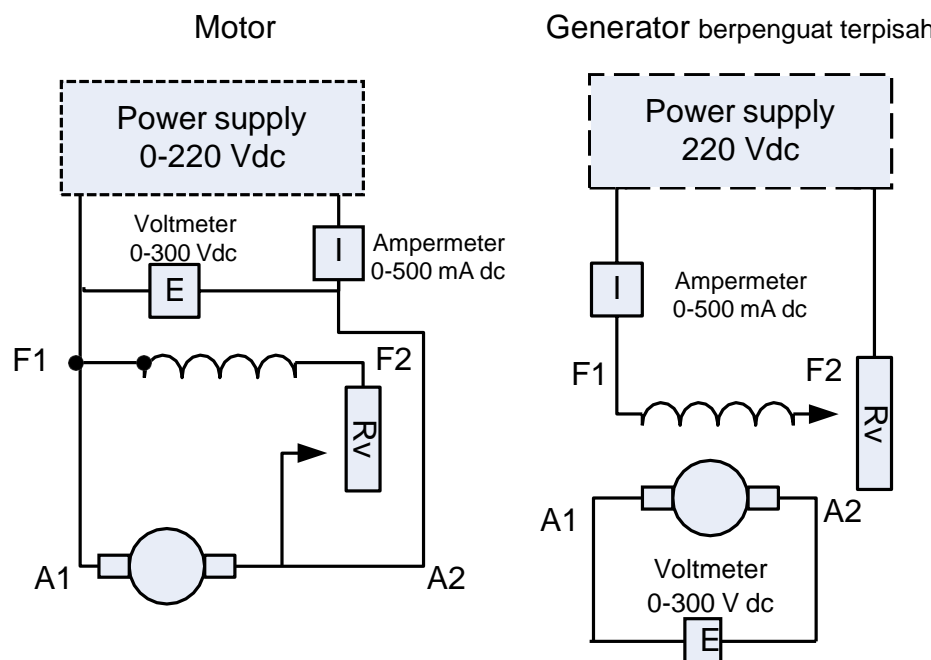 Motor
Power supply
0-220 Vdc
Voltmeter
0-300 Vdc
I
Ampermeter
0-500 mA dc
E
F1
F2
Rv
A1
A2
Generator berpenguat terpisah
Power supply
220 Vdc
I
Ampermeter
0-500 mA dc
F1
F2
Rv
A1
A2
Voltmeter
0-300 V dc
E